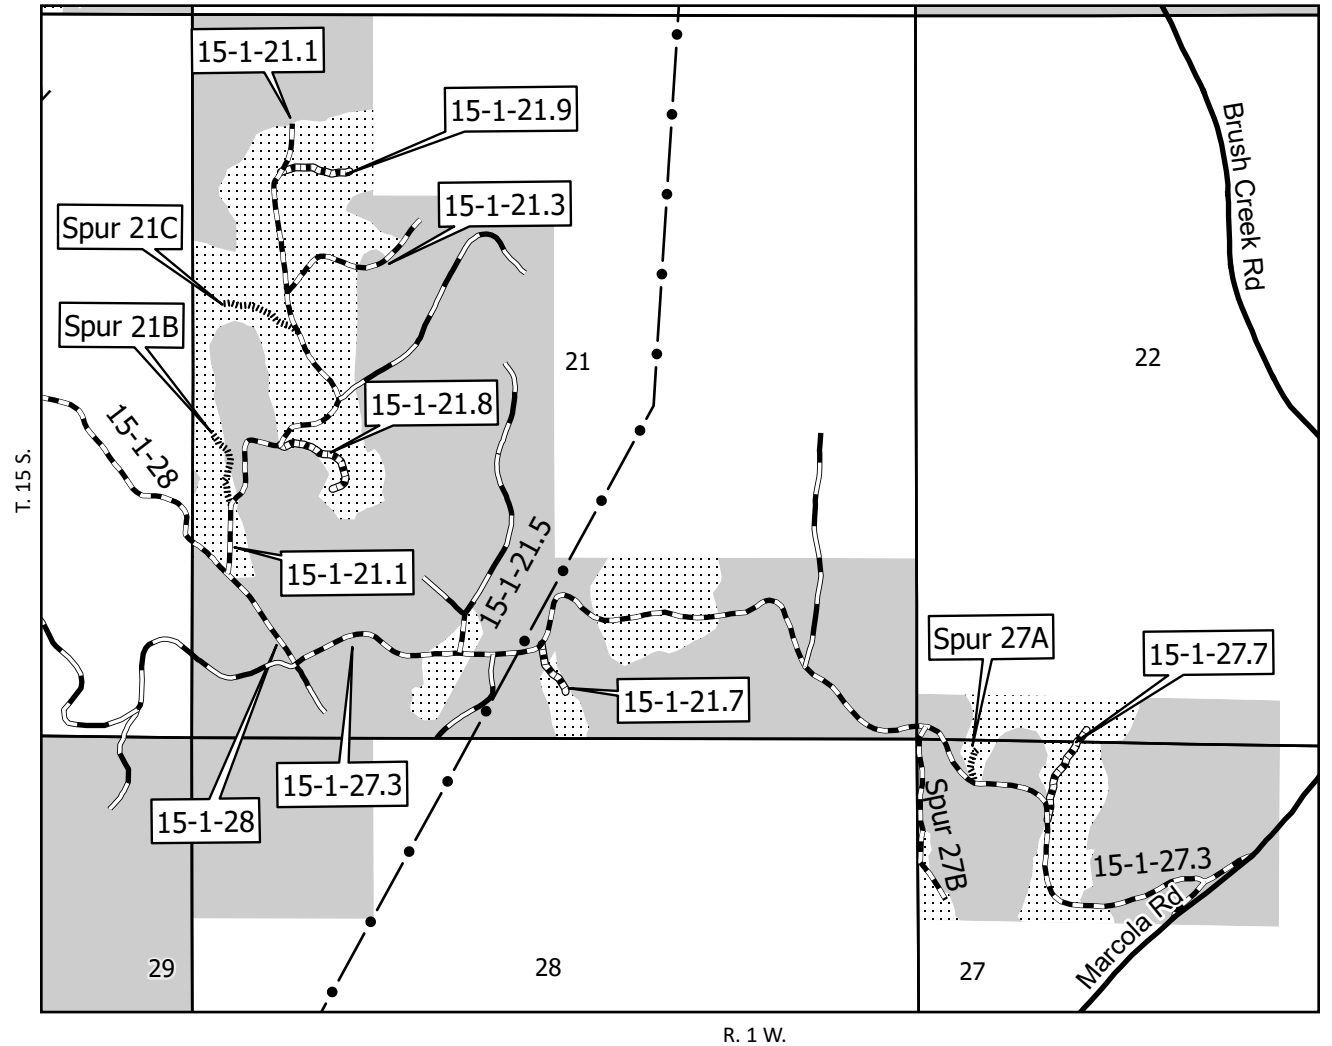 15-1-21.1
15-1-21.9
Brush Creek Rd
15-1-21.3
Spur 21C
Spur 21B
21
22
15-1-21.8
15-1-28
T. 15 S.
15-1-21.5
15-1-21.1
Spur 27A
15-1-27.7
15-1-21.7
15-1-27.3
15-1-28
Spur 27B
15-1-27.3
Marcola Rd
29
28
27
R. 1 W.